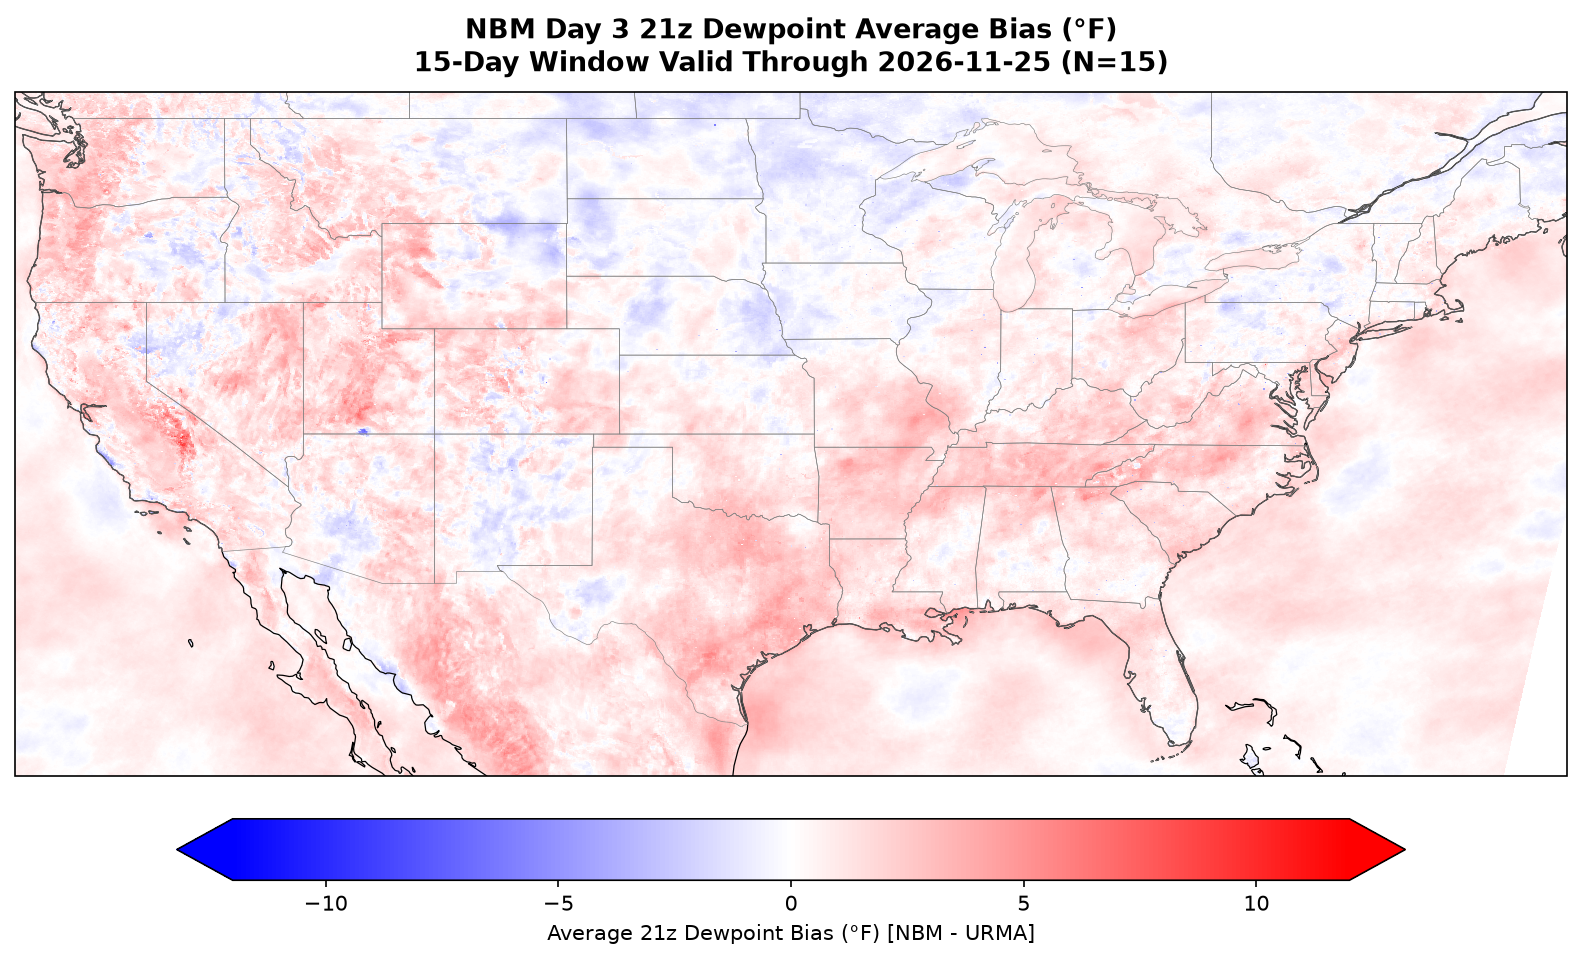 NBM Day 3 21z Dewpoint Average Bias (°F)
15-Day Window Valid Through 2026-11-25 (N=15)
−10 −5 0 5 10
Average 21z Dewpoint Bias (°F) [NBM - URMA]